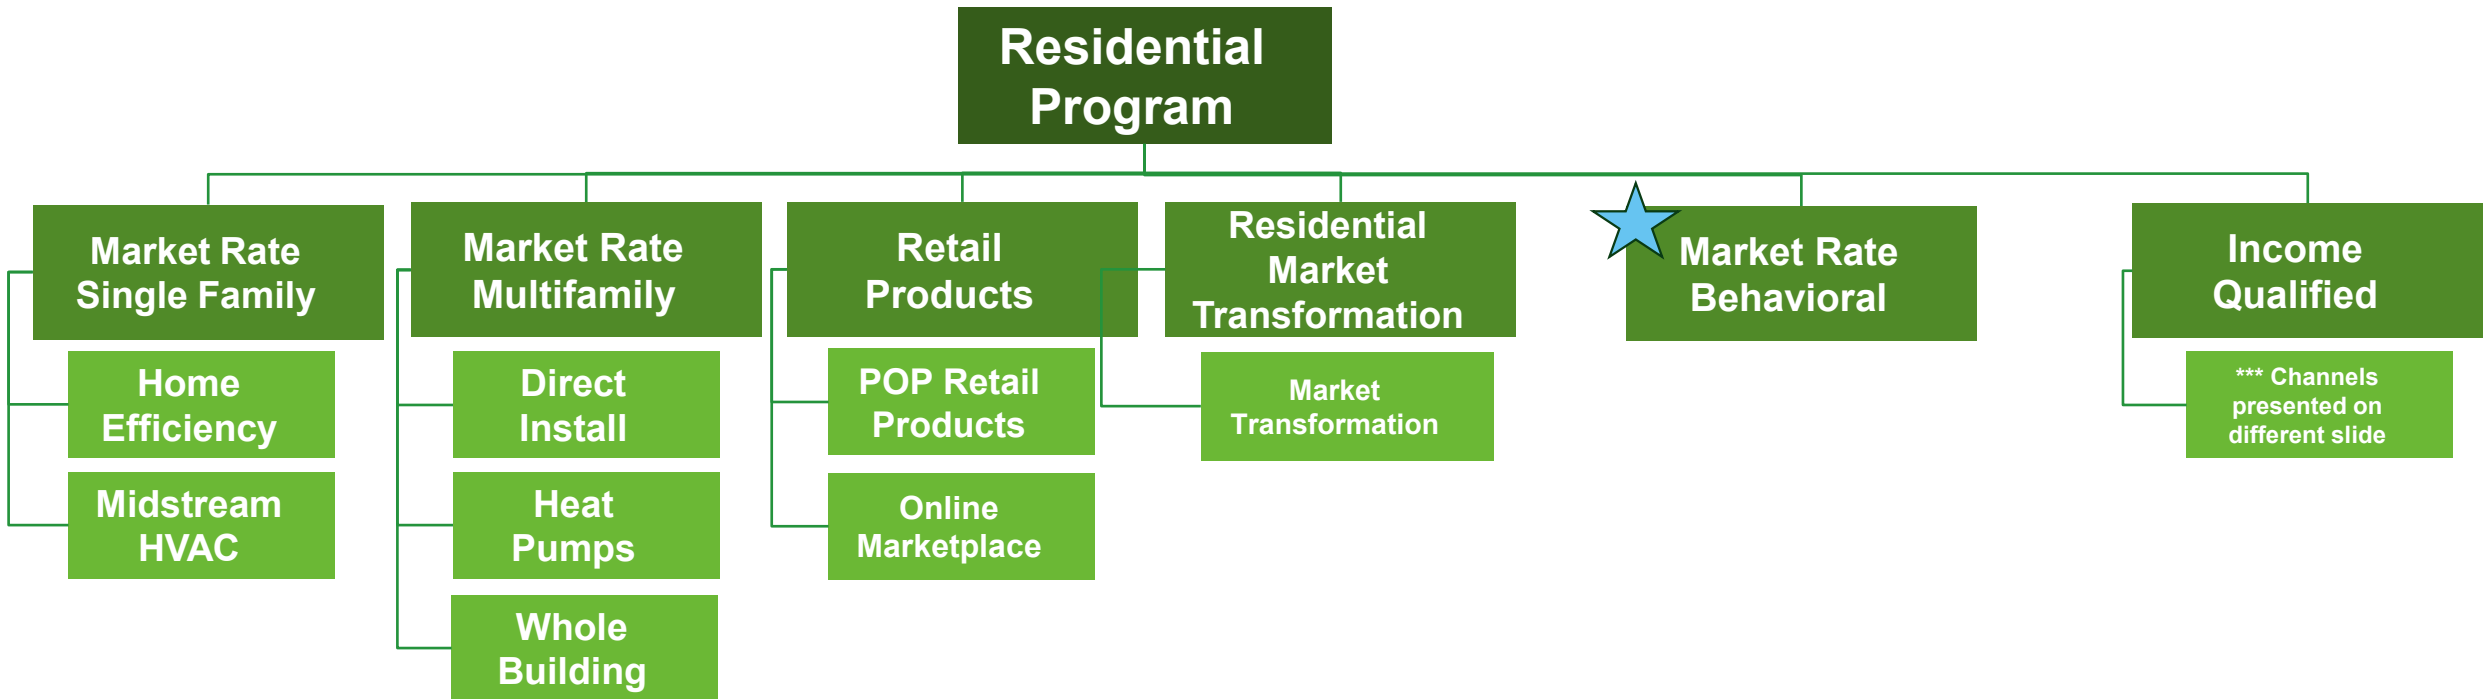 Residential
Program
Market Rate
Single Family
Market Rate
Multifamily
Retail
Products
Residential
Market
Transformation
Market Rate
Behavioral
Income
Qualified
Home
Efficiency
Direct
Install
POP Retail
Products
Market
Transformation
*** Channels
presented on
different slide
Midstream
HVAC
Heat
Pumps
Online
Marketplace
Whole
Building